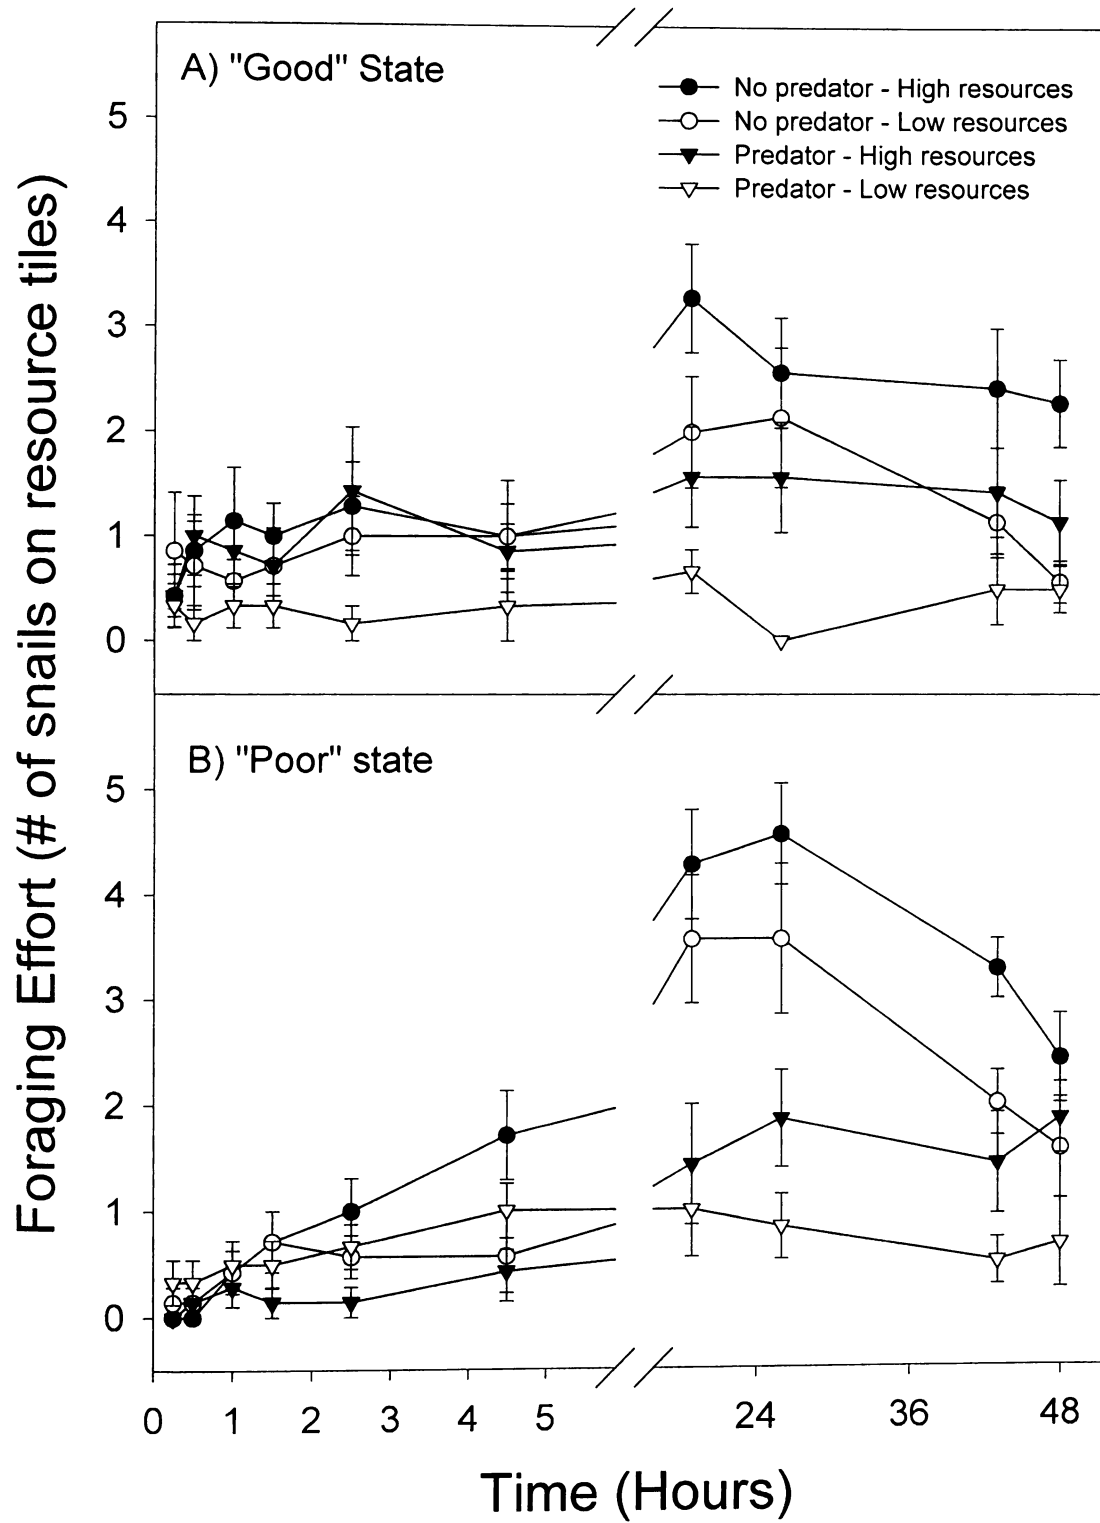 A) "Good" State
No predator - High resources
No predator - Low resources
Predator - High resources
Predator - Low resources
5
4
3
2
1
0
Foraging Effort (# of snails on resource tiles)
B) "Poor" state
5
4
3
2
1
0
0 1 2 3 4 5 24 36 48
Time (Hours)